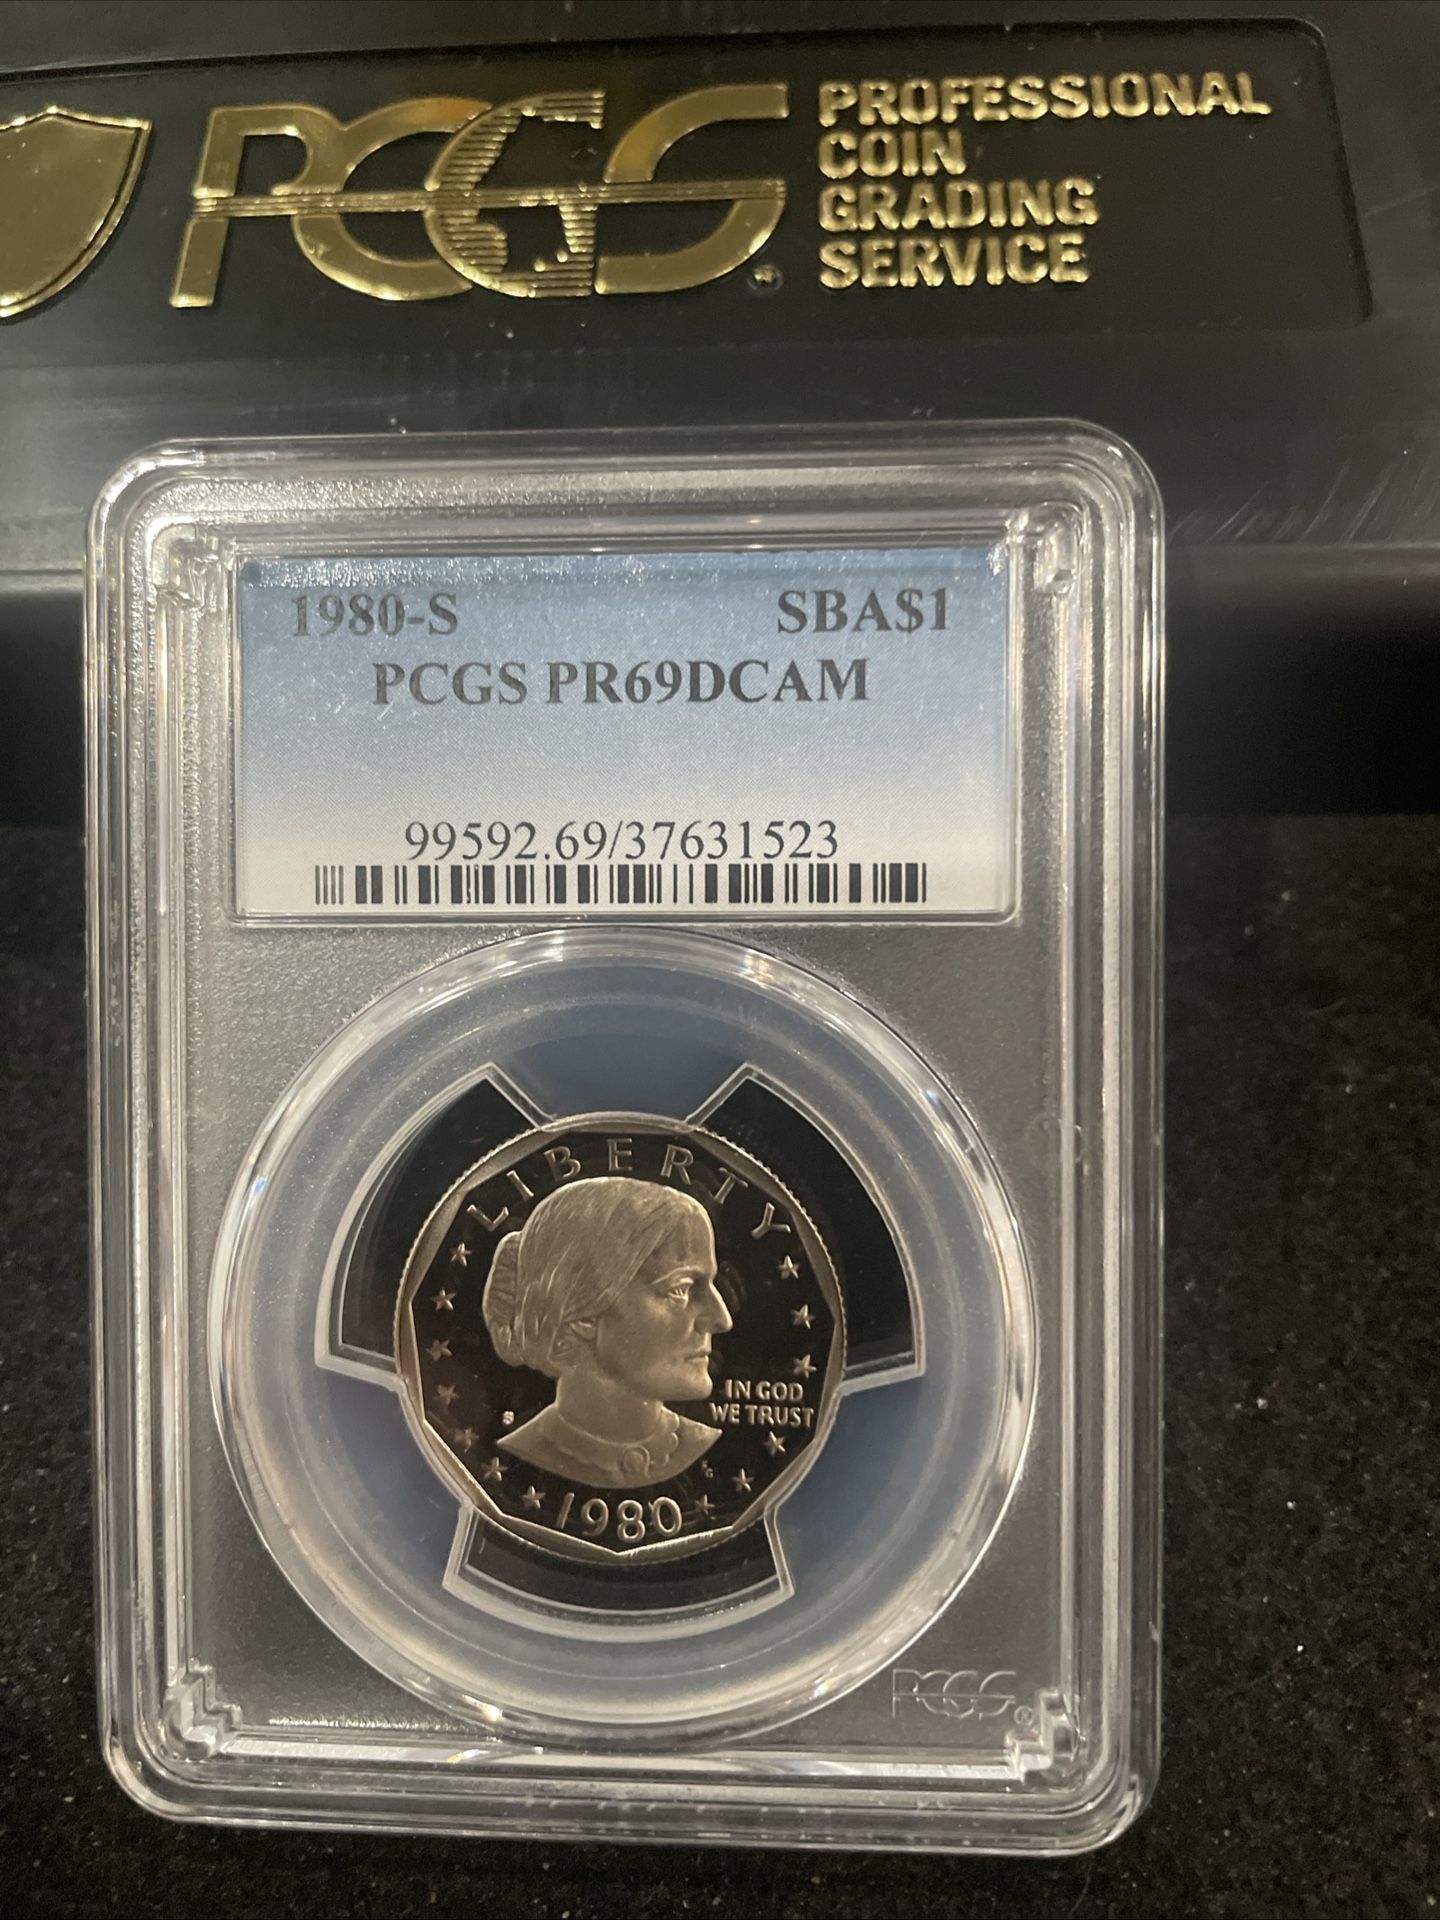 PCGS®
PROFESSIONAL
COIN
GRADING
SERVICE
1980-S SBA$1
PCGS PR69DCAM
99592.69/37631523
LIBERTY
IN GOD
WE TRUST
S
FG
1980
PCGS®